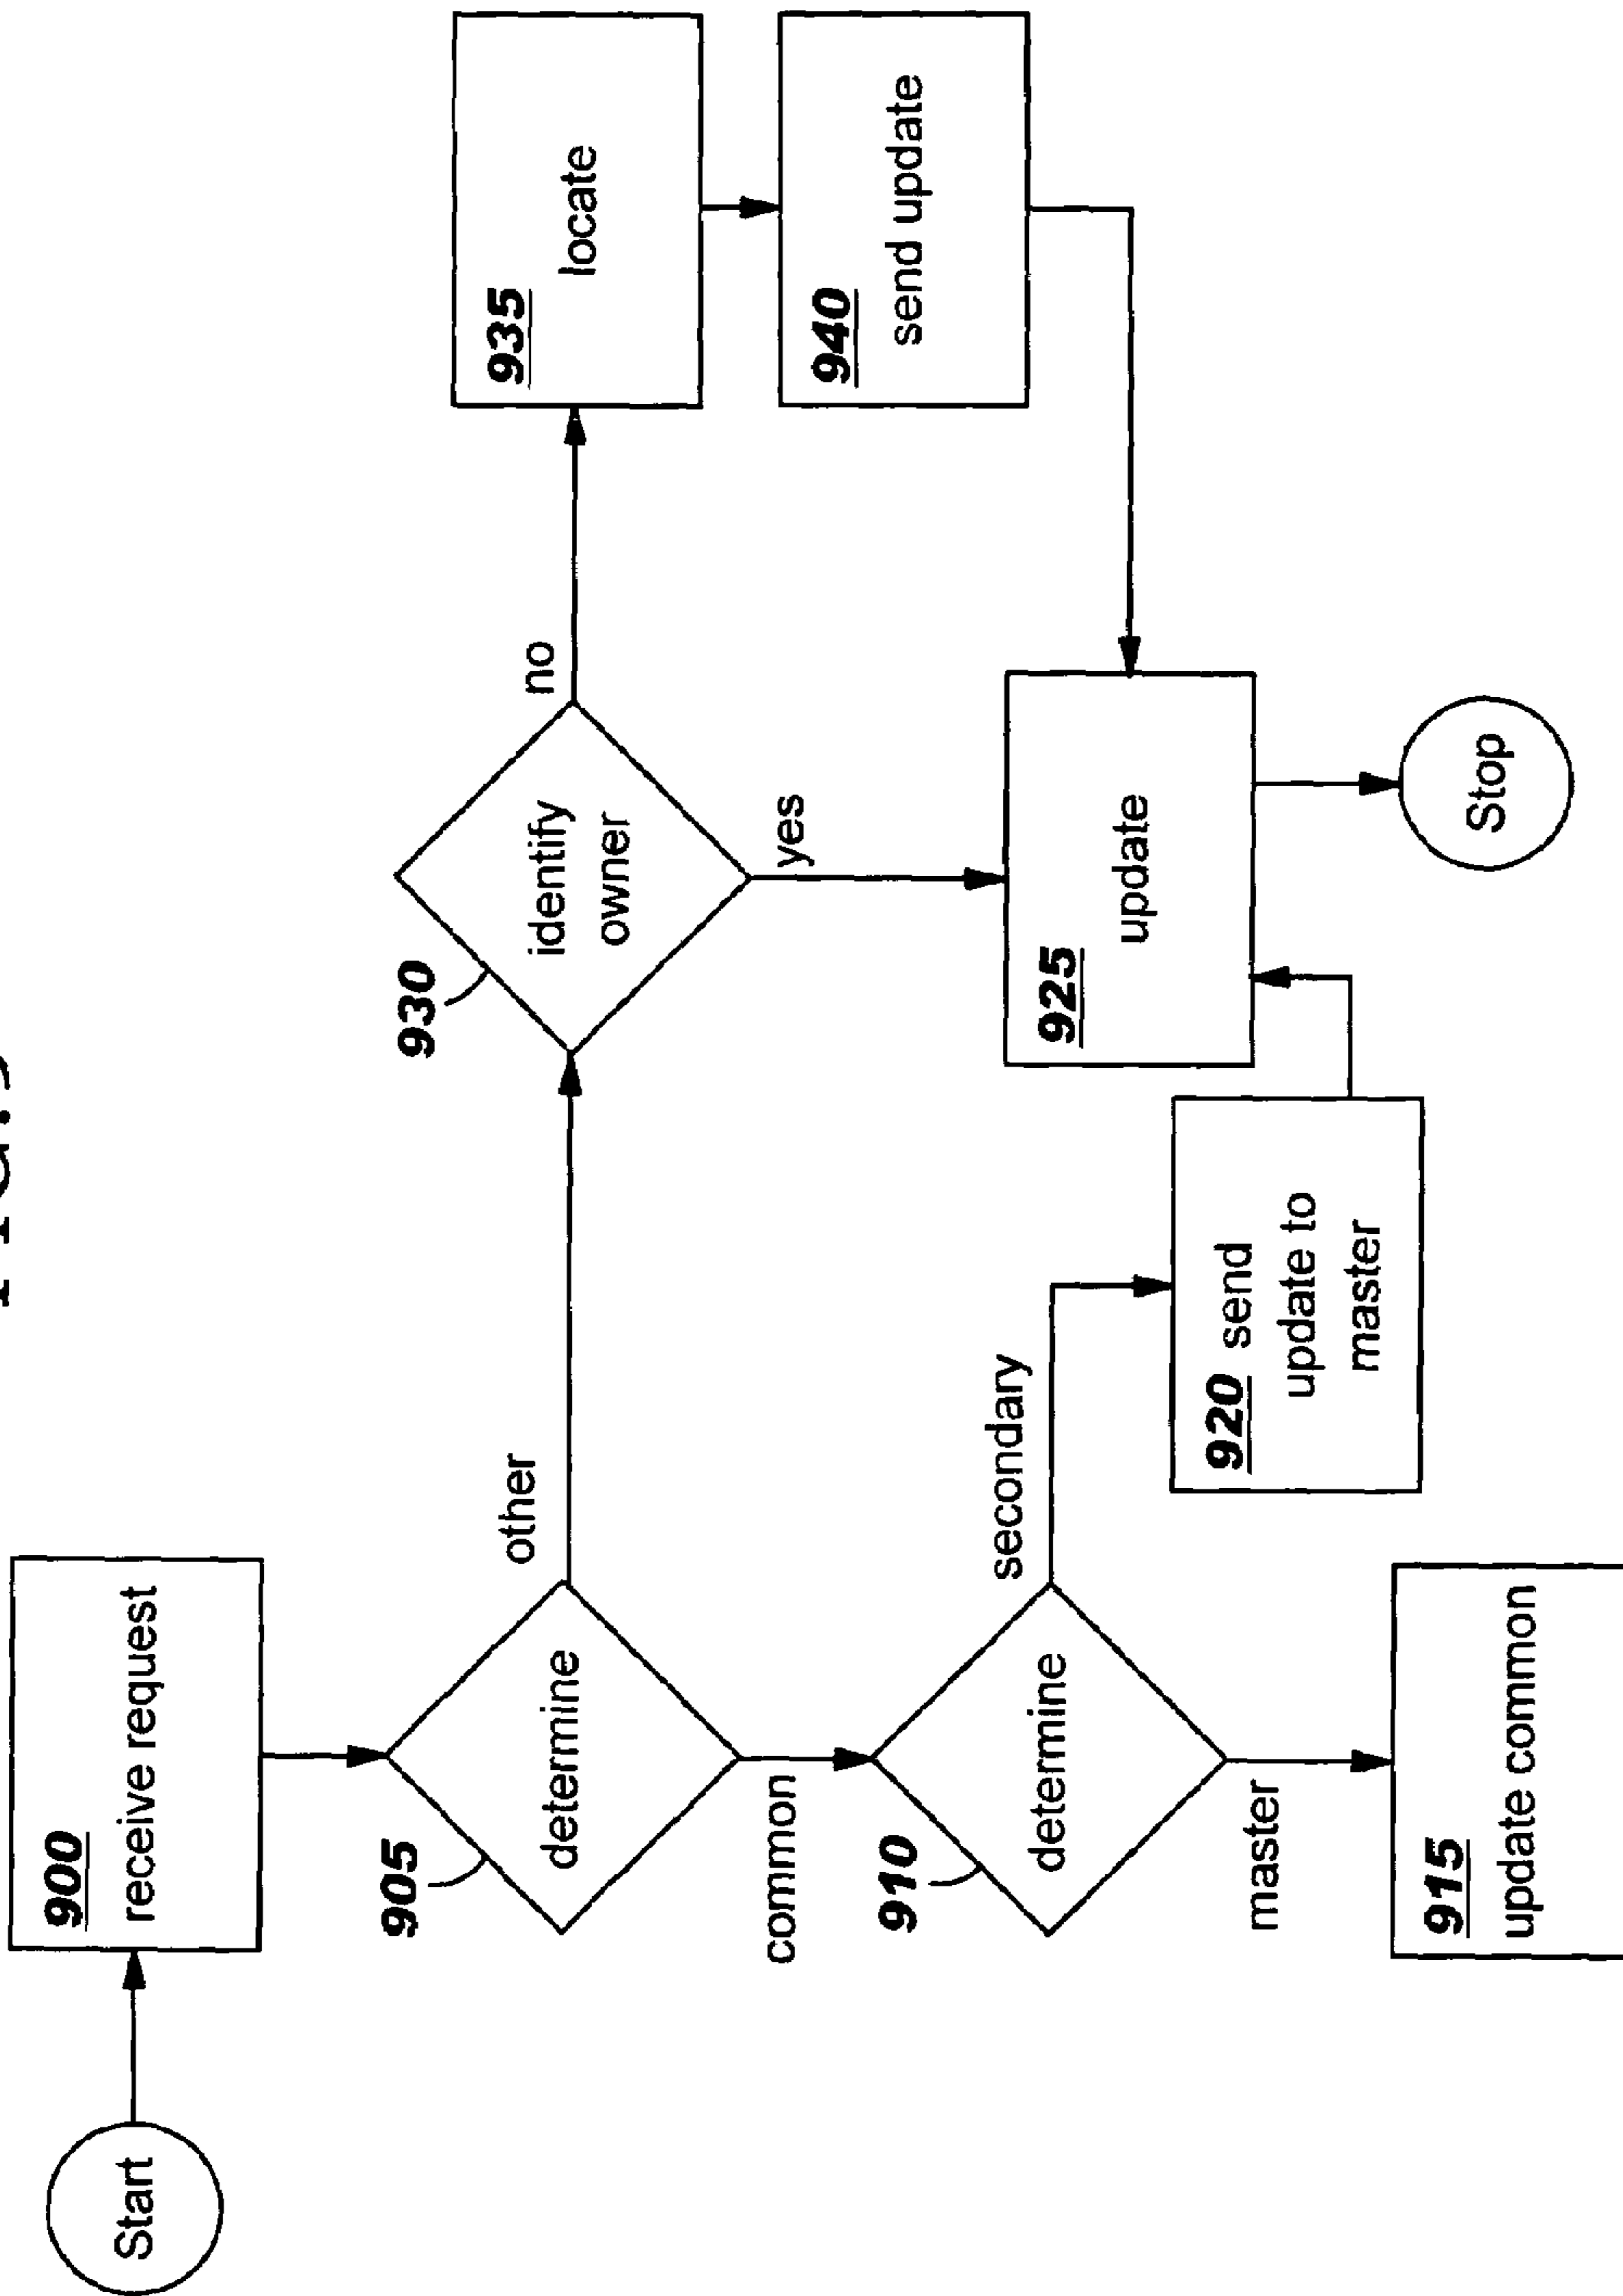 Start
900
receive request
905
determine
other
common
910
determine
secondary
master
915
update common
920 send
update to
master
930
identify
owner
no
yes
935
locate
940
send update
925
update
Stop